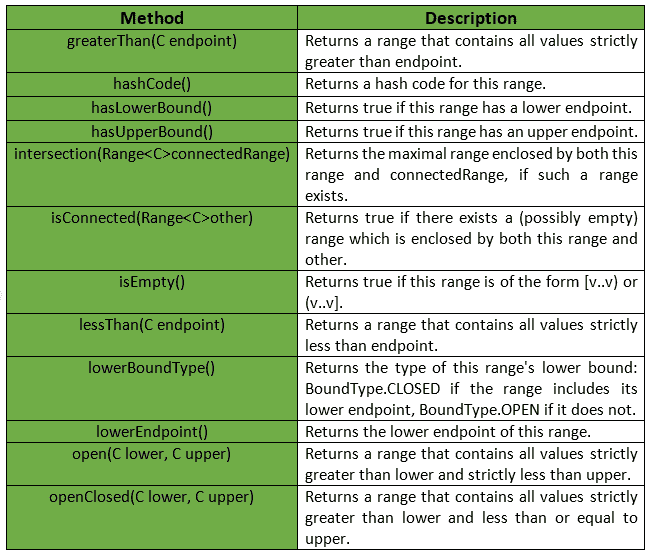 Method Description
greaterThan(C endpoint) Returns a range that contains all values strictly
greater than endpoint.
hashCode() Returns a hash code for this range.
hasLowerBound() Returns true if this range has a lower endpoint.
hasUpperBound() Returns true if this range has an upper endpoint.
intersection(Range<C>connectedRange) Returns the maximal range enclosed by both this
range and connectedRange, if such a range
exists.
isConnected(Range<C>other) Returns true if there exists a (possibly empty)
range which is enclosed by both this range and
other.
isEmpty() Returns true if this range is of the form [v..v) or
(v..v].
lessThan(C endpoint) Returns a range that contains all values strictly
less than endpoint.
lowerBoundType() Returns the type of this range's lower bound:
BoundType.CLOSED if the range includes its
lower endpoint, BoundType.OPEN if it does not.
lowerEndpoint() Returns the lower endpoint of this range.
open(C lower, C upper) Returns a range that contains all values strictly
greater than lower and strictly less than upper.
openClosed(C lower, C upper) Returns a range that contains all values strictly
greater than lower and less than or equal to
upper.